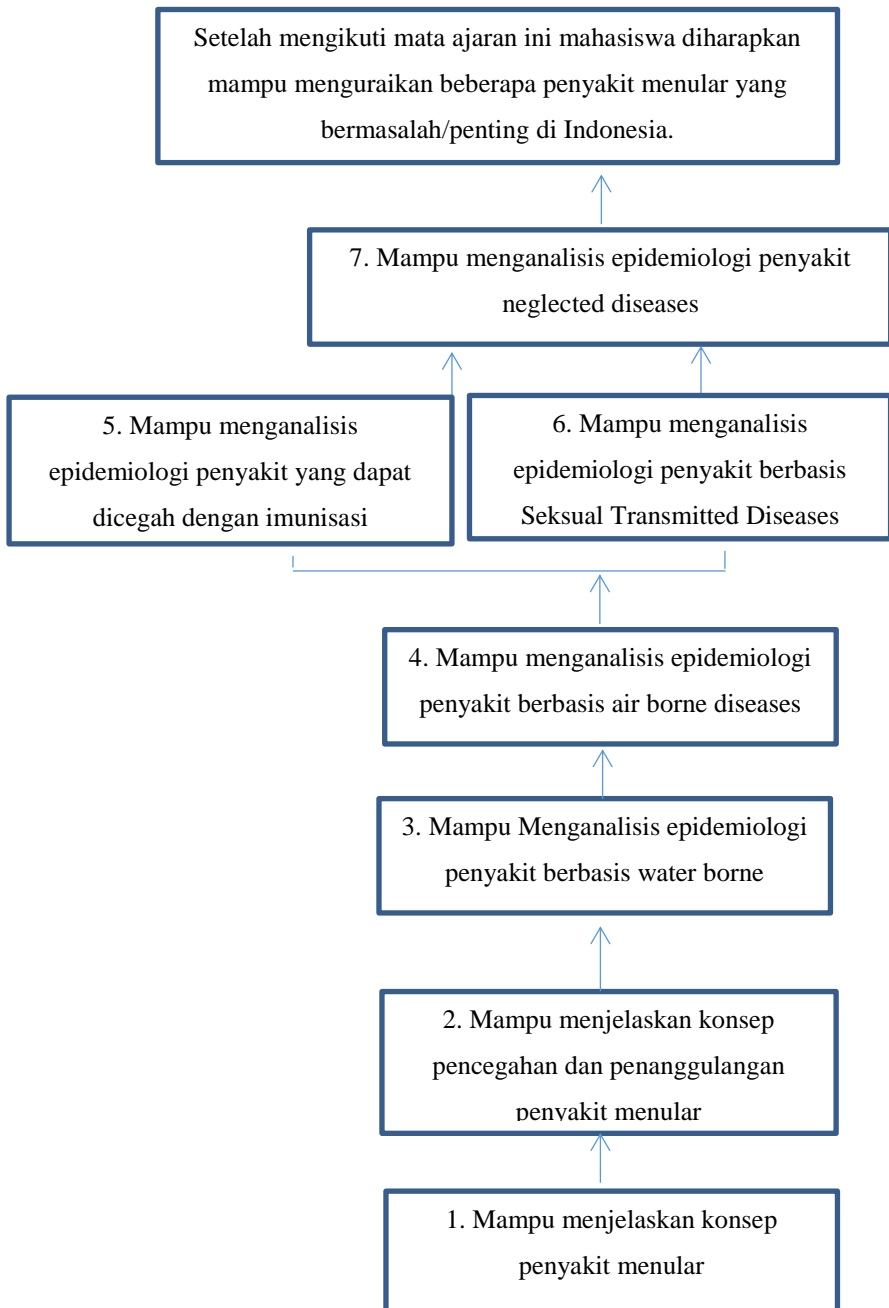 Setelah mengikuti mata ajaran ini mahasiswa diharapkan
mampu menguraikan beberapa penyakit menular yang
bermasalah/penting di Indonesia.
7. Mampu menganalisis epidemiologi penyakit
neglected diseases
5. Mampu menganalisis
epidemiologi penyakit yang dapat
dicegah dengan imunisasi
6. Mampu menganalisis
epidemiologi penyakit berbasis
Seksual Transmitted Diseases
4. Mampu menganalisis epidemiologi
penyakit berbasis air borne diseases
3. Mampu Menganalisis epidemiologi
penyakit berbasis water borne
2. Mampu menjelaskan konsep
pencegahan dan penanggulangan
penyakit menular
1. Mampu menjelaskan konsep
penyakit menular